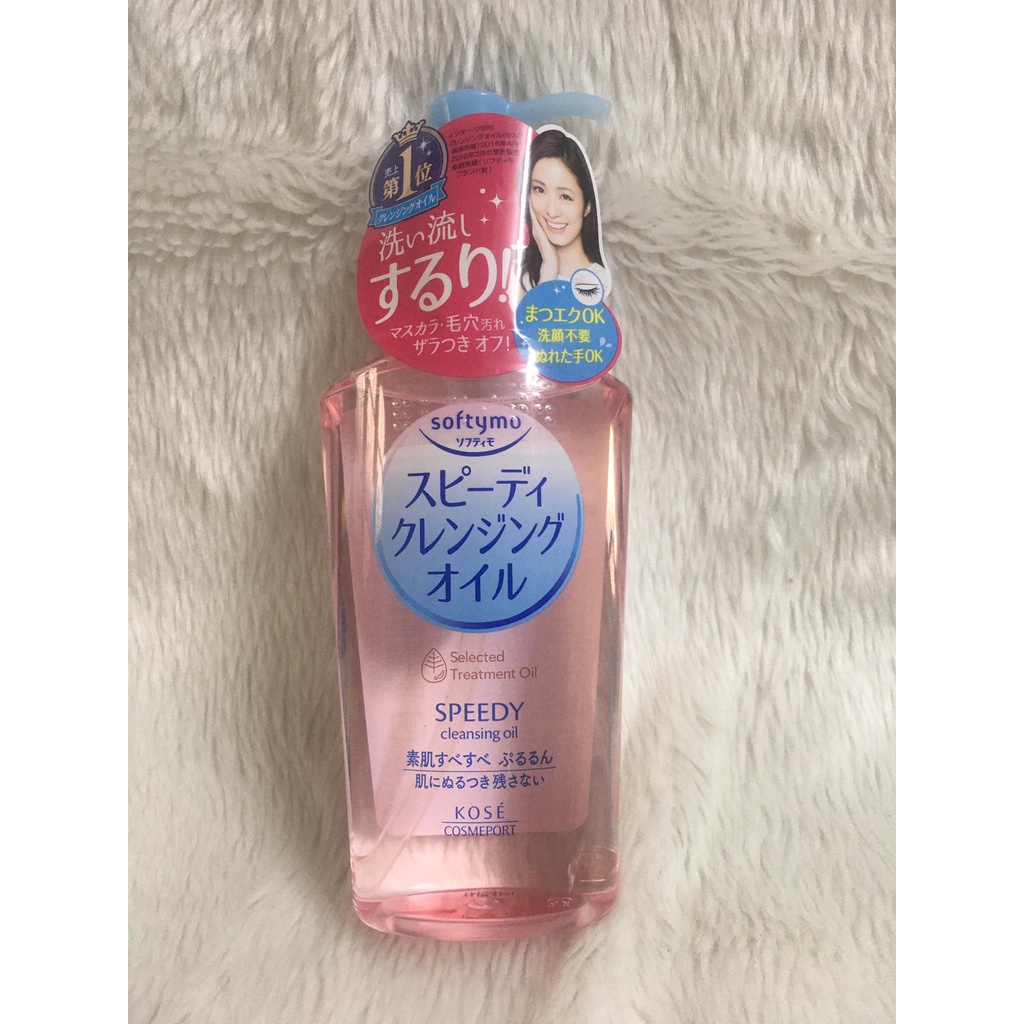 売上
第1位
クレンジングオイル
洗い流し
するり!!
マスカラ・毛穴汚れ
ザラつき オフ!
まつエクOK
洗顔不要
ぬれた手OK
softymo
ソフティモ
スピーディ
クレンジング
オイル
Selected
Treatment Oil
SPEEDY
cleansing oil
素肌すべすべ ぷるるん
肌にぬるつき残さない
KOSÉ
COSMEPORT